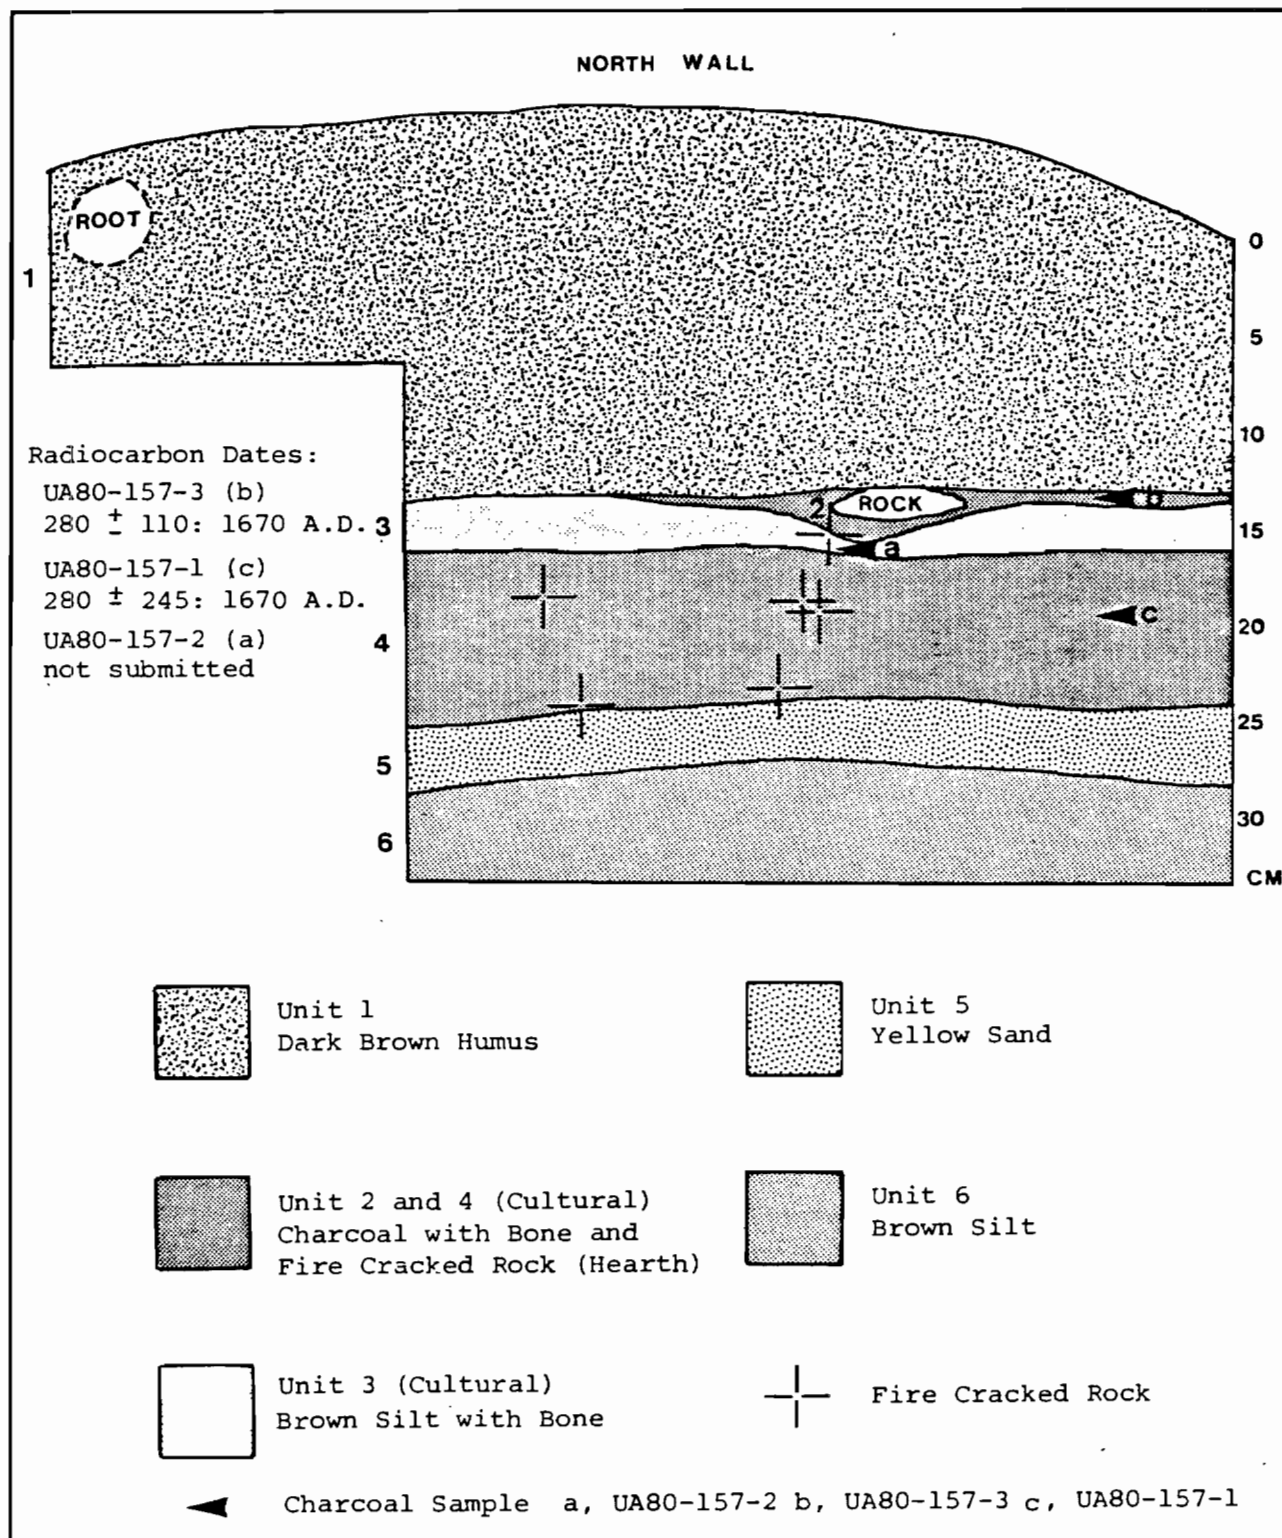 NORTH WALL
ROOT
1
0
5
10
15
20
25
30
CM
Radiocarbon Dates:
UA80-157-3 (b)
280 ± 110: 1670 A.D.
UA80-157-1 (c)
280 ± 245: 1670 A.D.
UA80-157-2 (a)
not submitted
2
ROCK
b
3
a
c
4
5
6
Unit 1
Dark Brown Humus
Unit 5
Yellow Sand
Unit 2 and 4 (Cultural)
Charcoal with Bone and
Fire Cracked Rock (Hearth)
Unit 6
Brown Silt
Unit 3 (Cultural)
Brown Silt with Bone
Fire Cracked Rock
Charcoal Sample a, UA80-157-2 b, UA80-157-3 c, UA80-157-1